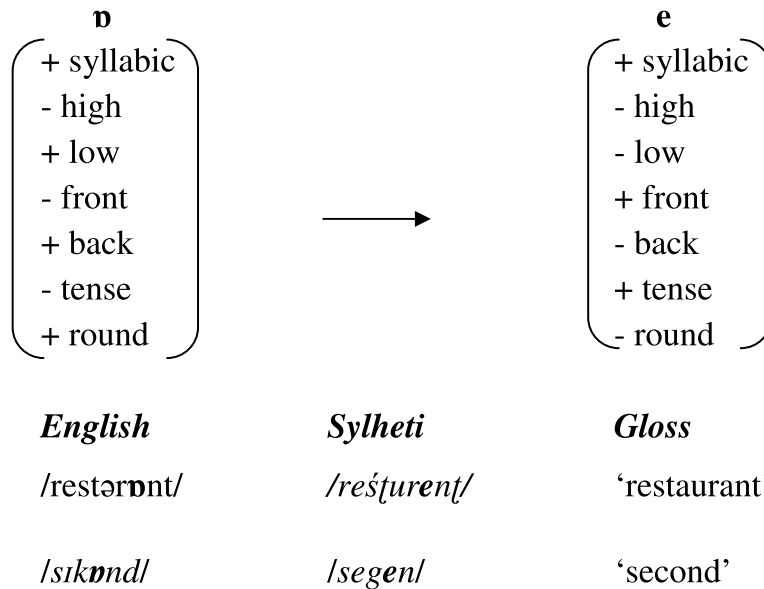 ɒ e
+ syllabic + syllabic
- high - high
+ low - low
- front + front
+ back - back
- tense + tense
+ round - round
English Sylheti Gloss
/restərɒnt/ /reśʈurenʈ/ ‘restaurant
/sɪkɒnd/ /segen/ ‘second’